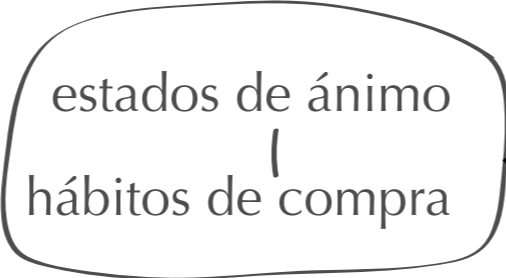 estados de ánimo
hábitos de compra